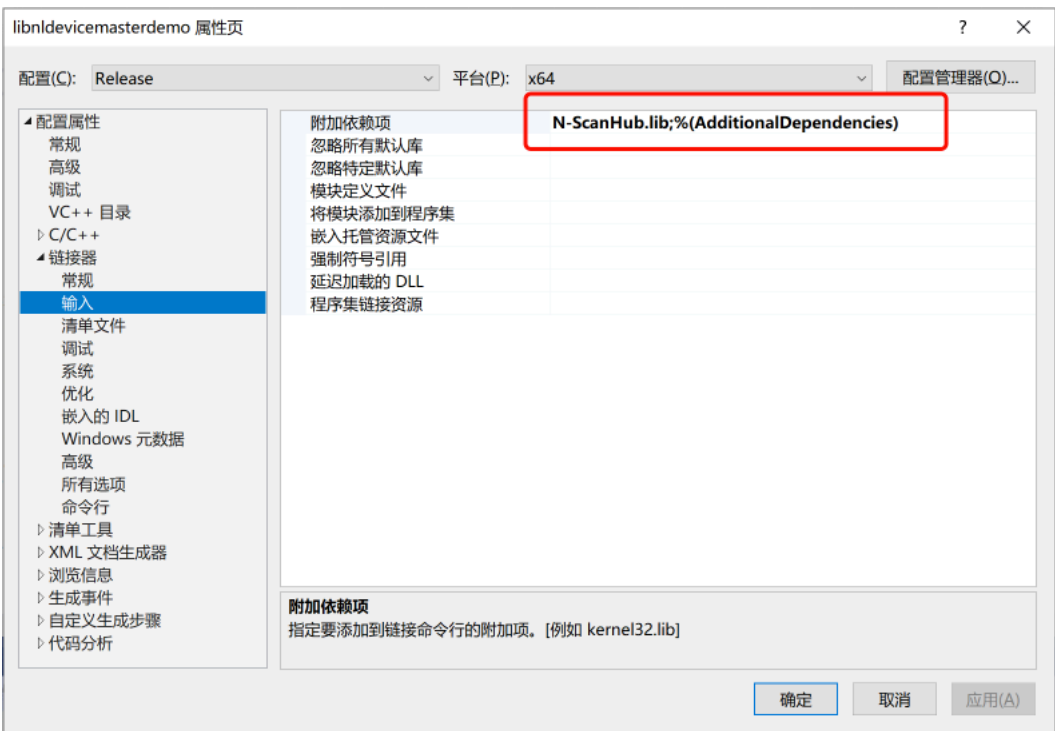 libnldevicemasterdemo 属性页
?
配置(C): Release 平台(P): x64 配置管理器(O)...
配置属性
常规
高级
调试
VC++ 目录
C/C++
链接器
常规
输入
清单文件
调试
系统
优化
嵌入的 IDL
Windows 元数据
高级
所有选项
命令行
清单工具
XML 文档生成器
浏览信息
生成事件
自定义生成步骤
代码分析
附加依赖项 N-ScanHub.lib;%(AdditionalDependencies)
忽略所有默认库
忽略特定默认库
模块定义文件
将模块添加到程序集
嵌入托管资源文件
强制符号引用
延迟加载的 DLL
程序集链接资源
附加依赖项
指定要添加到链接命令行的附加项。[例如 kernel32.lib]
确定 取消 应用(A)